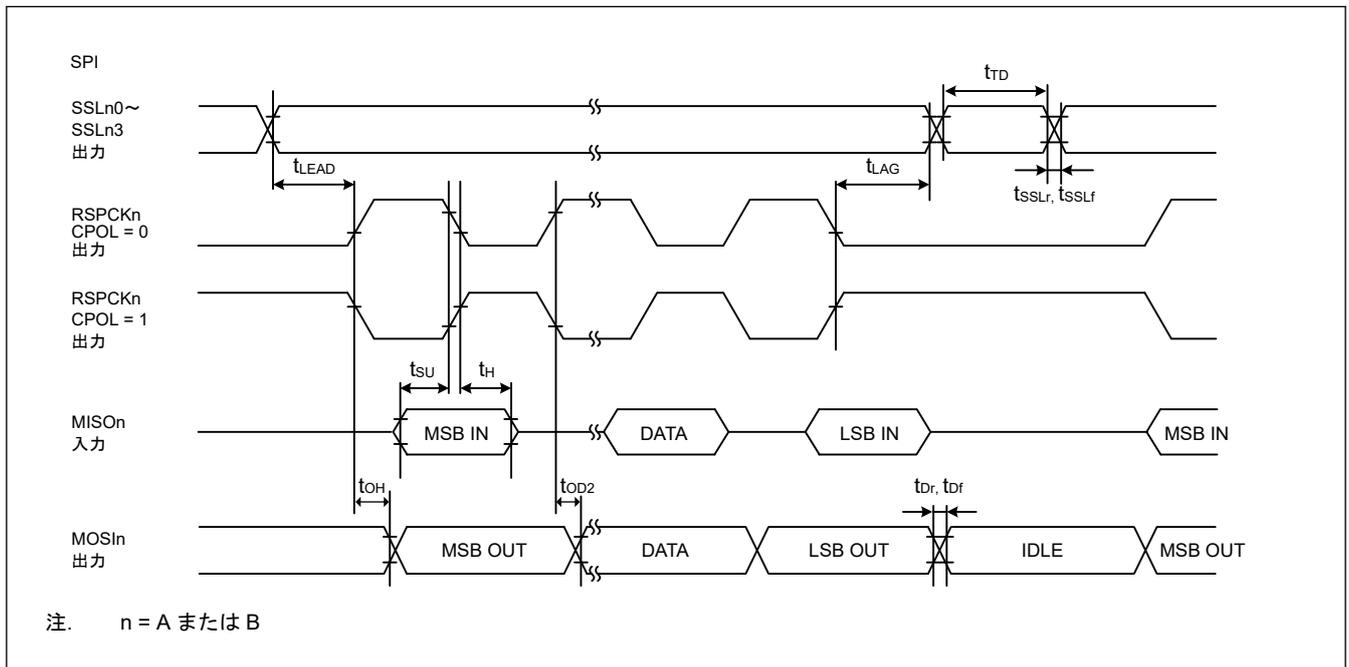 SPI
tTD
SSLn0～
SSLn3
出力
tLEAD
tLAG
tSSLr, tSSLf
RSPCKn
CPOL = 0
出力
RSPCKn
CPOL = 1
出力
tSU
tH
MISOn
入力
MSB IN
DATA
LSB IN
MSB IN
tOH
tOD2
tDr, tDf
MOSIn
出力
MSB OUT
DATA
LSB OUT
IDLE
MSB OUT
注. n = A または B